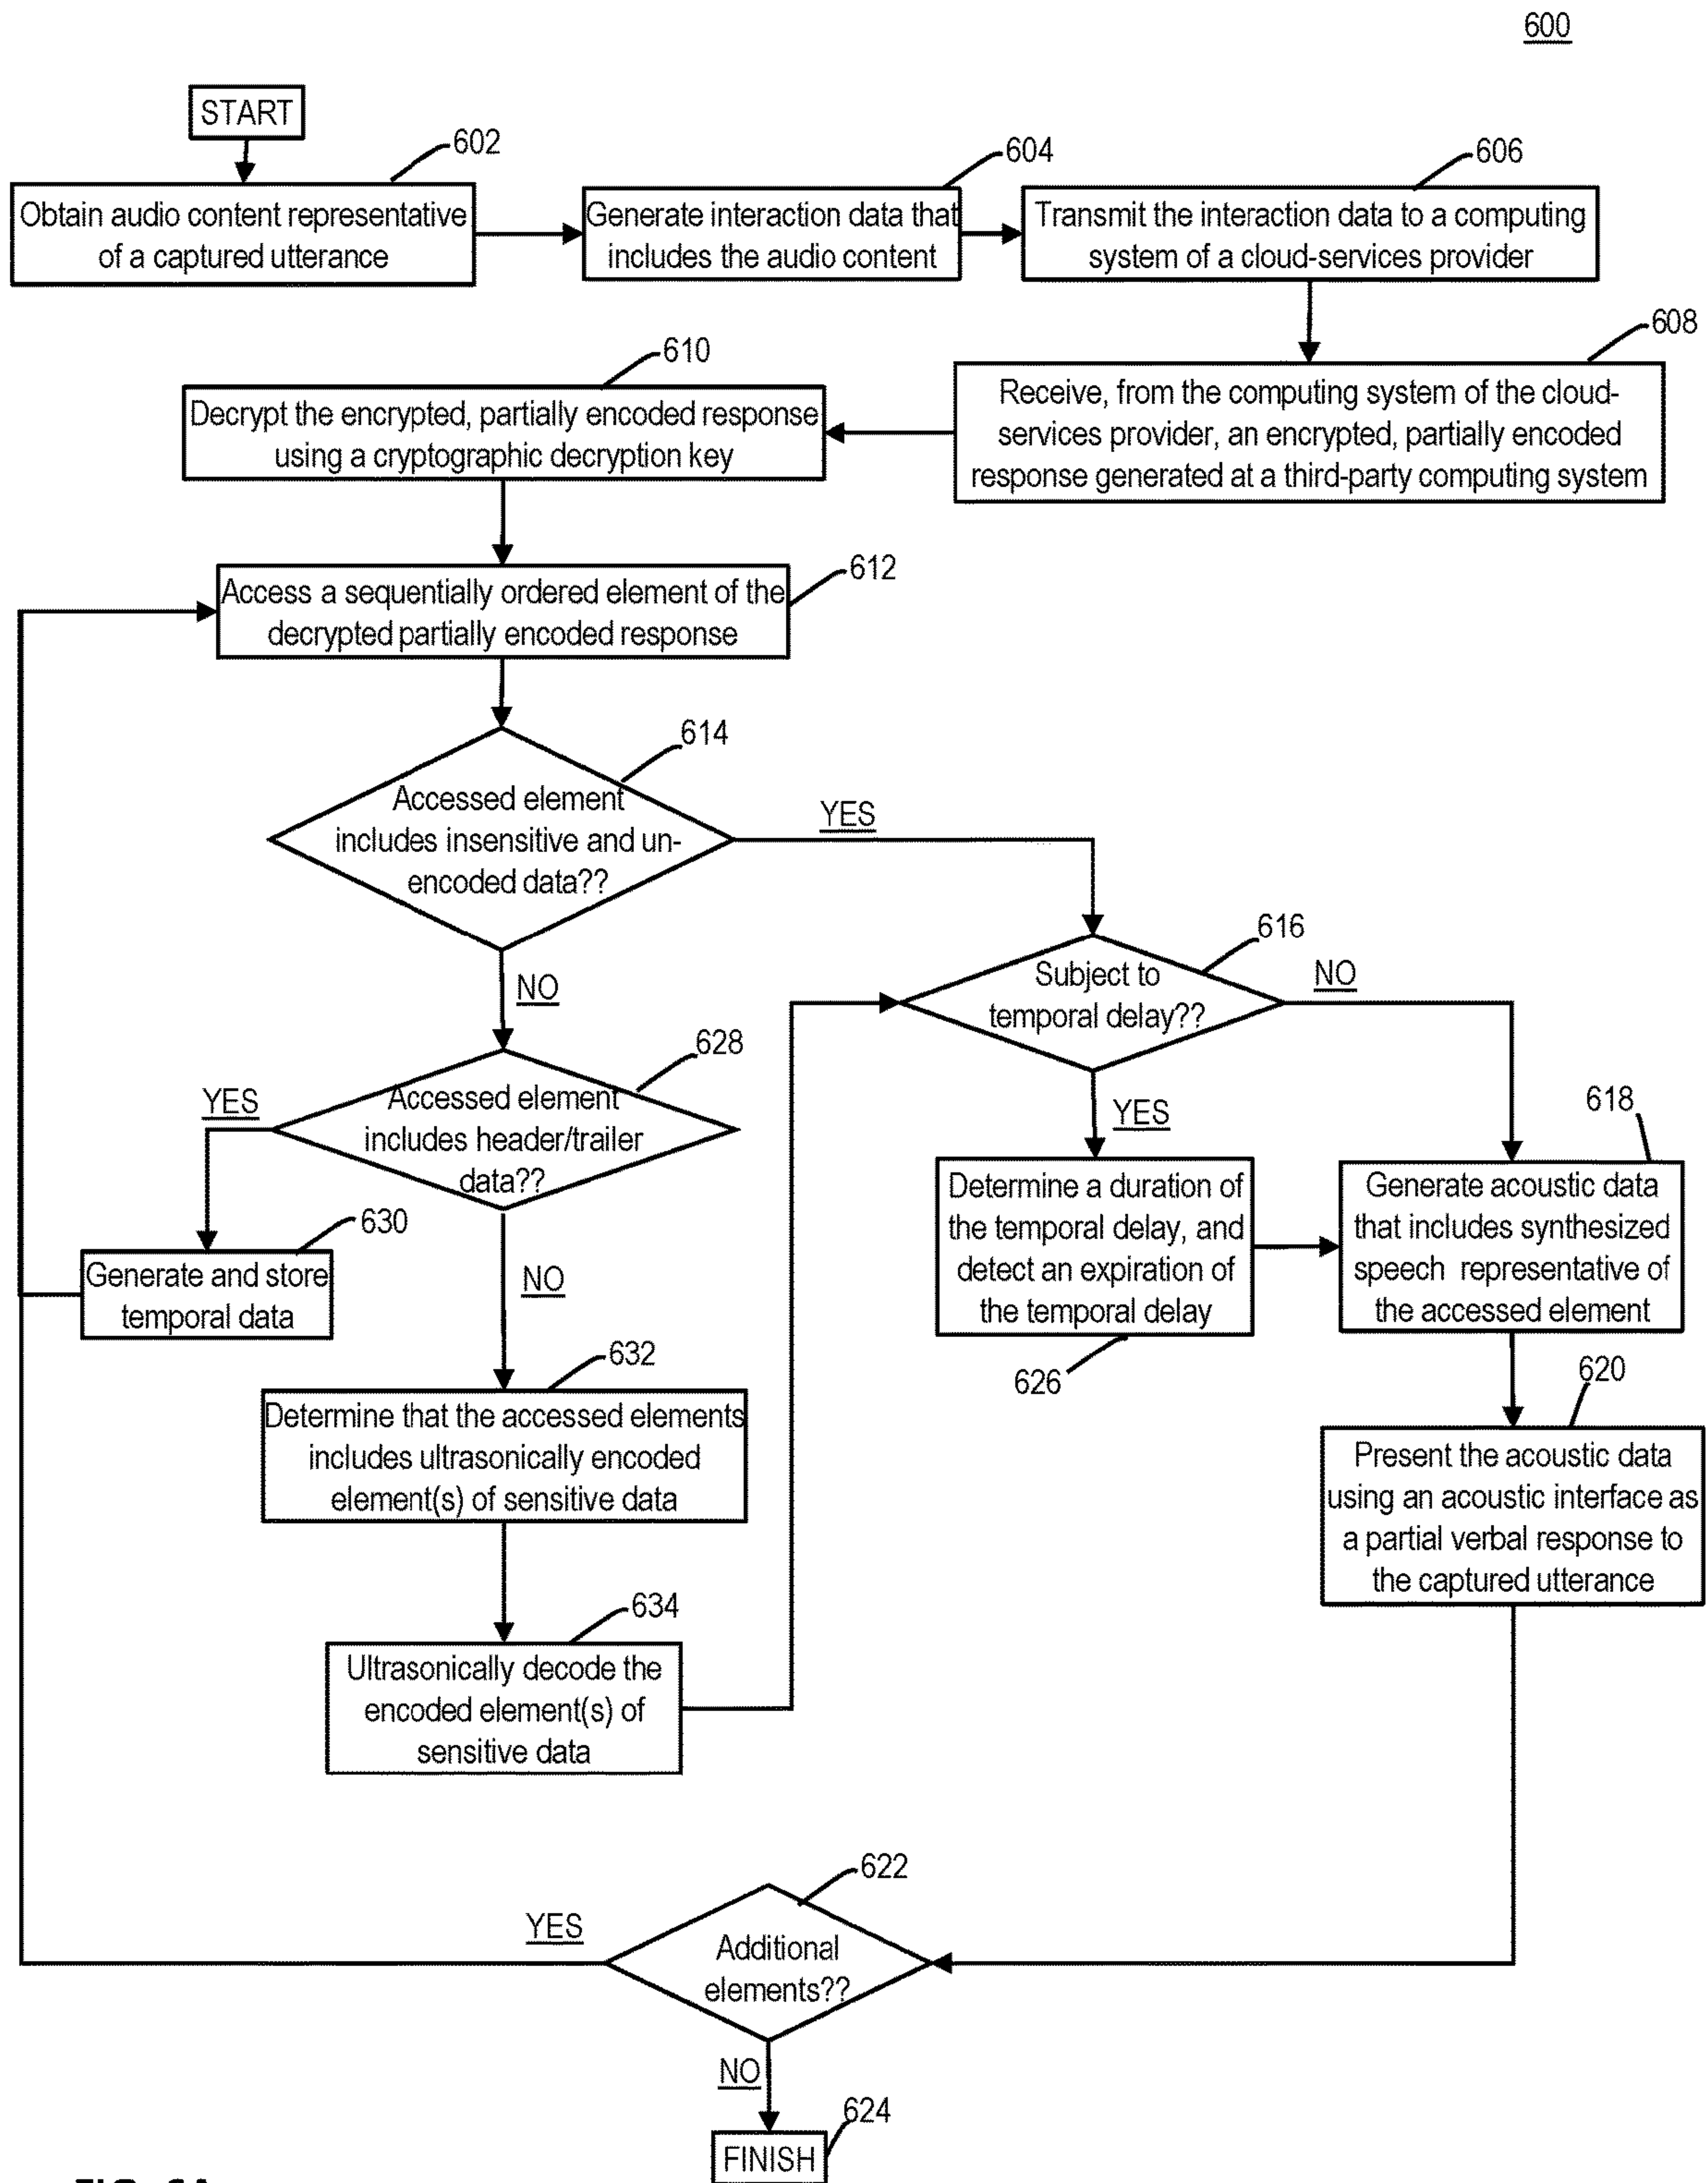 600
START
602
Obtain audio content representative
of a captured utterance
604
Generate interaction data that
includes the audio content
606
Transmit the interaction data to a computing
system of a cloud-services provider
608
Receive, from the computing system of the cloud-
services provider, an encrypted, partially encoded
response generated at a third-party computing system
610
Decrypt the encrypted, partially encoded response
using a cryptographic decryption key
612
Access a sequentially ordered element of the
decrypted partially encoded response
614
Accessed element
includes insensitive and un-
encoded data??
YES
NO
616
Subject to
temporal delay??
NO
YES
628
Accessed element
includes header/trailer
data??
YES
NO
618
Generate acoustic data
that includes synthesized
speech representative of
the accessed element
Determine a duration of
the temporal delay, and
detect an expiration of
the temporal delay
626
630
Generate and store
temporal data
632
Determine that the accessed elements
includes ultrasonically encoded
element(s) of sensitive data
620
Present the acoustic data
using an acoustic interface as
a partial verbal response to
the captured utterance
634
Ultrasonically decode the
encoded element(s) of
sensitive data
622
Additional
elements??
YES
NO
624
FINISH